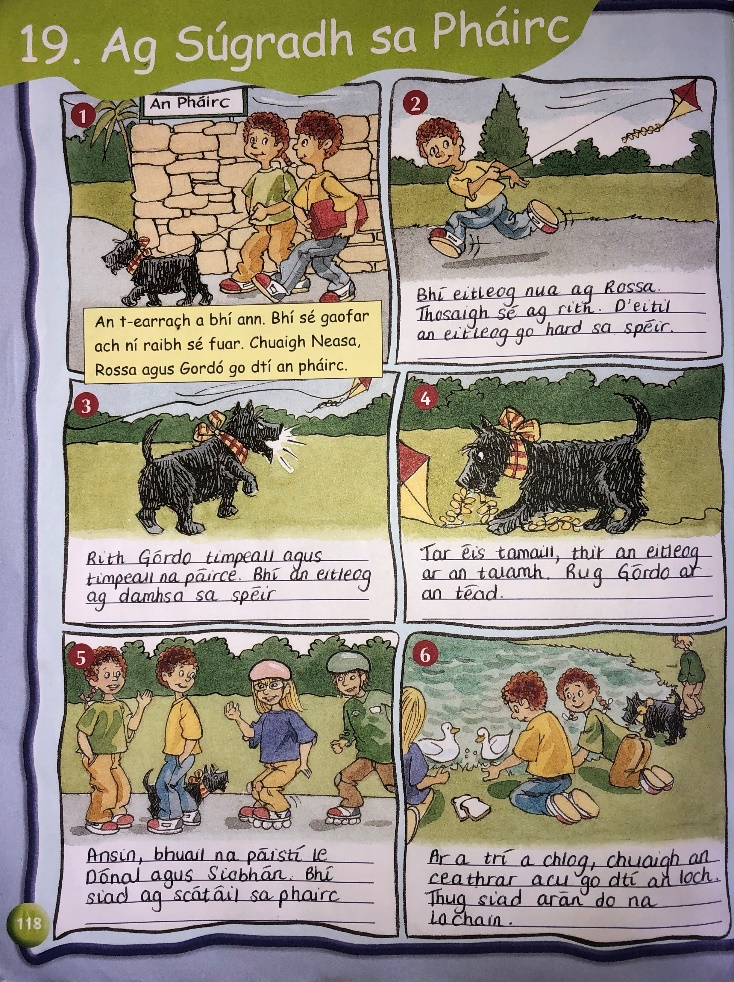 19. Ag Súgradh sa Pháirc
1
An Pháirc
An t-earrach a bhí ann. Bhí sé gaofar
ach ní raibh sé fuar. Chuaigh Neasa,
Rossa agus Gordó go dtí an pháirc.
2
Bhí eitleog nua ag Rossa.
Thosaigh sé ag rith. D'eitil
an eitleog go hard sa spéir.
3
Rith Górdo timpeall agus
timpeall na páirce. Bhí an eitleog
ag damhsa sa spéir
4
Tar éis tamaill, thit an eitleog
ar an talamh. Rug Górdo ar
an téad.
5
Ansin, bhuail na páistí le
Dónal agus Siobhán. Bhí
siad ag scátáil sa phairc
6
Ar a trí a chlog, chuaigh an
ceathrar acu go dtí an loch.
Thug siad arán do na
lachain.
118